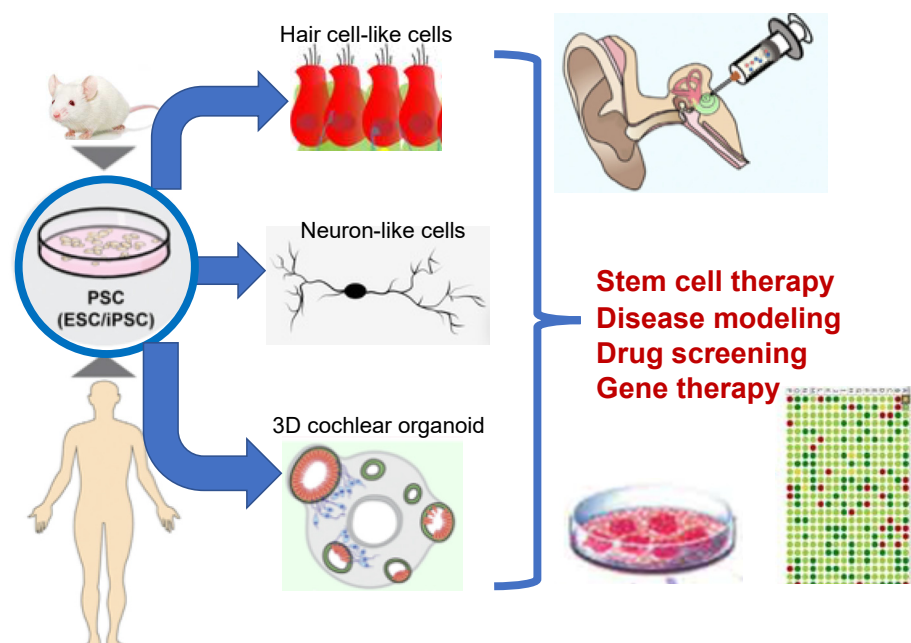 Hair cell-like cells
Neuron-like cells
PSC
(ESC/iPSC)
3D cochlear organoid
Stem cell therapy
Disease modeling
Drug screening
Gene therapy